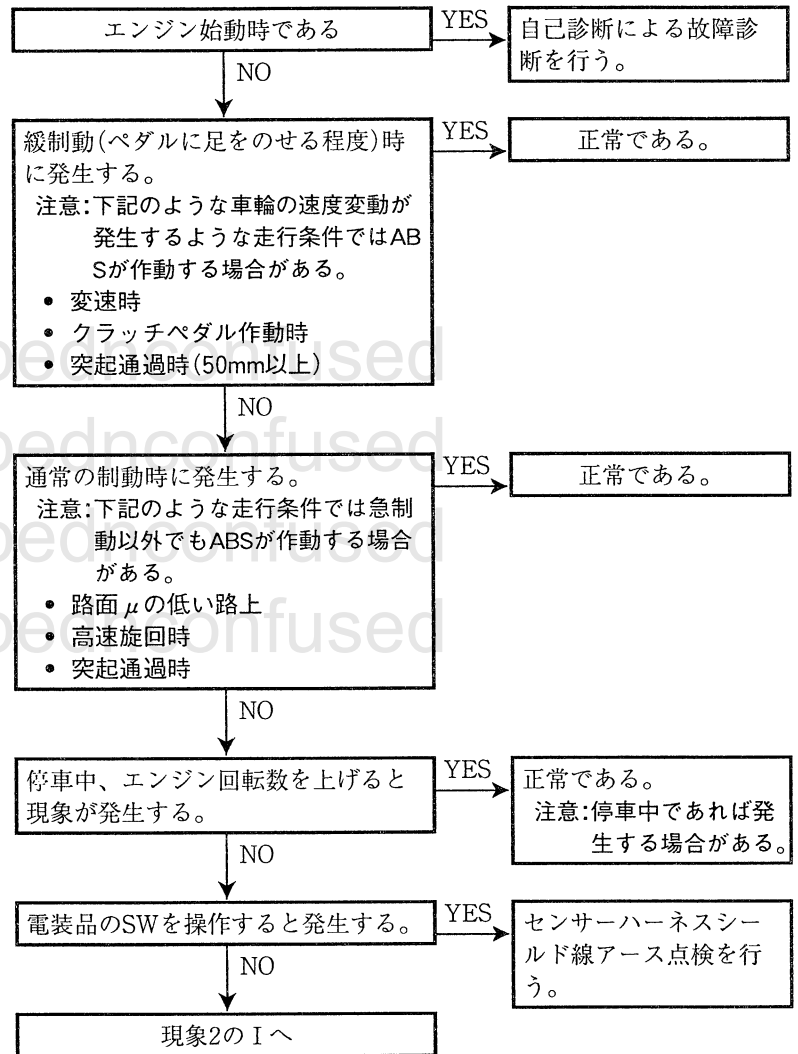 エンジン始動時である
YES
自己診断による故障診
断を行う。
NO
緩制動(ペダルに足をのせる程度)時
に発生する。
注意:下記のような車輪の速度変動が
発生するような走行条件ではAB
Sが作動する場合がある。
• 変速時
• クラッチペダル作動時
• 突起通過時(50mm以上)
YES
正常である。
NO
通常の制動時に発生する。
注意:下記のような走行条件では急制
動以外でもABSが作動する場合
がある。
• 路面μの低い路上
• 高速旋回時
• 突起通過時
YES
正常である。
NO
停車中、エンジン回転数を上げると
現象が発生する。
YES
正常である。
注意:停車中であれば発
生する場合がある。
NO
電装品のSWを操作すると発生する。
YES
センサーハーネスシー
ルド線アース点検を行
う。
NO
現象2のIへ
pednconfused
pednconfused
pednconfused
pednconfused